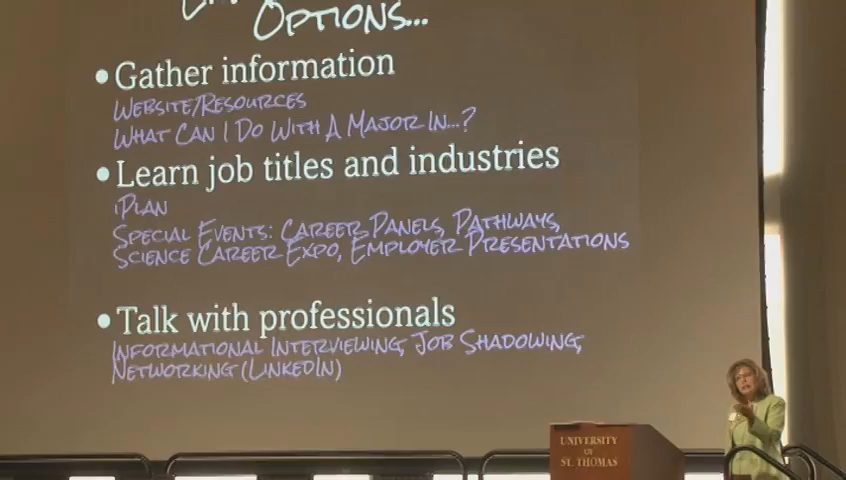 OPTIONS...
• Gather information
WEBSITE/RESOURCES
WHAT CAN I DO WITH A MAJOR IN...?
• Learn job titles and industries
iPLAN
SPECIAL EVENTS: CAREER PANELS, PATHWAYS,
SCIENCE CAREER EXPO, EMPLOYER PRESENTATIONS
• Talk with professionals
INFORMATIONAL INTERVIEWING, JOB SHADOWING,
NETWORKING (LINKEDIN)
UNIVERSITY
OF
ST. THOMAS